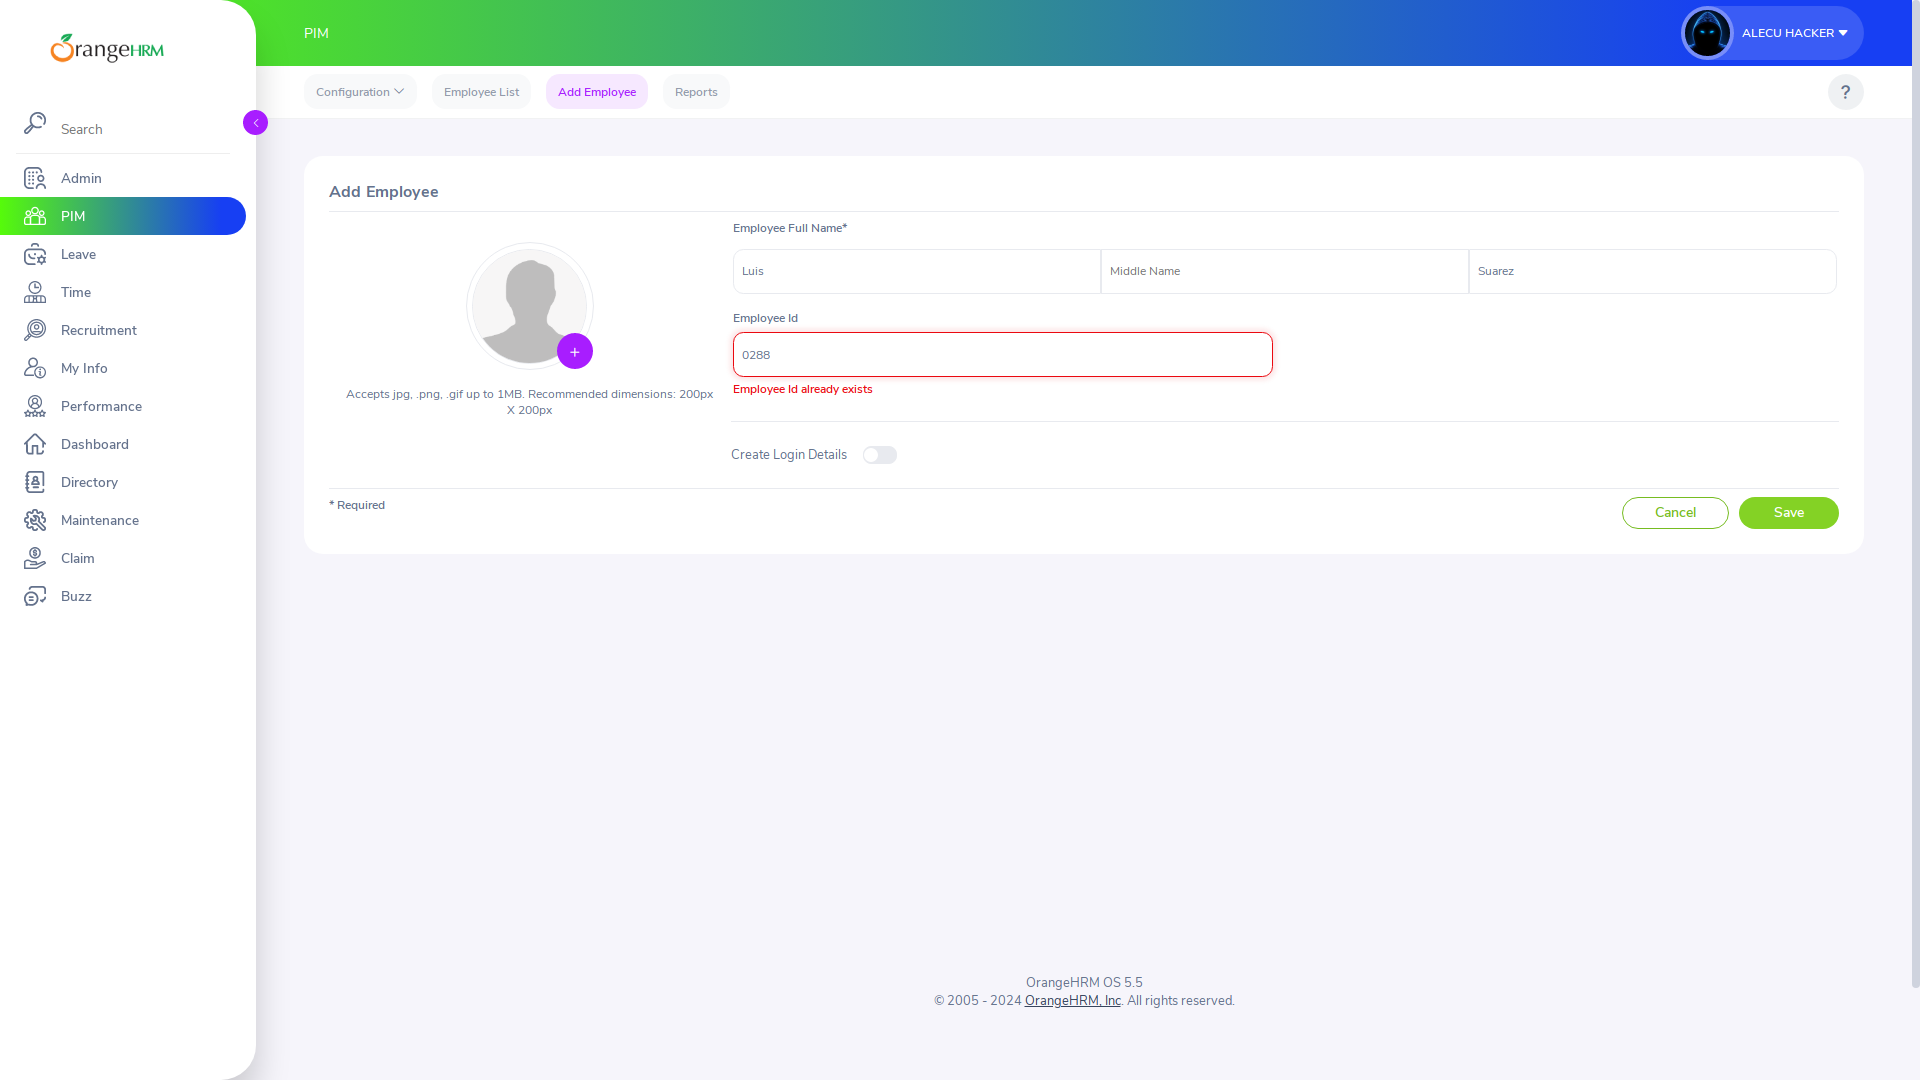 OrangeHRM
PIM
ALECU HACKER
Configuration
Employee List
Add Employee
Reports
?
Search
Admin
PIM
Leave
Time
Recruitment
My Info
Performance
Dashboard
Directory
Maintenance
Claim
Buzz
Add Employee
Accepts jpg, .png, .gif up to 1MB. Recommended dimensions: 200px
X 200px
Employee Full Name*
Luis
Middle Name
Suarez
Employee Id
0288
Employee Id already exists
Create Login Details
* Required
Cancel
Save
OrangeHRM OS 5.5
© 2005 - 2024 OrangeHRM, Inc. All rights reserved.